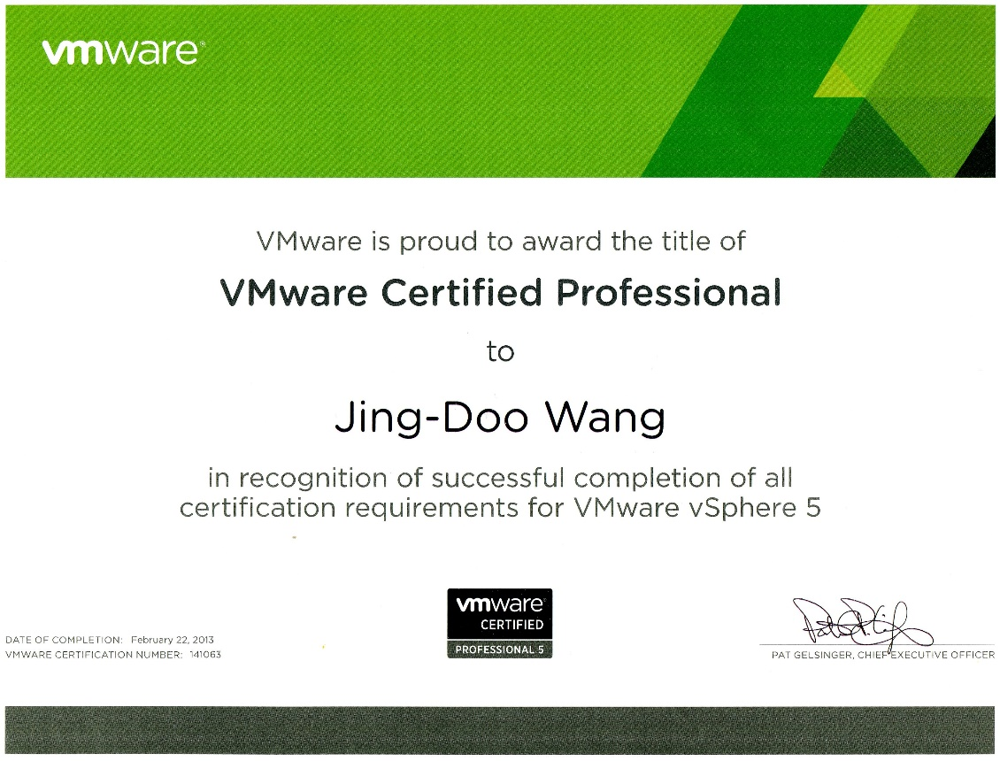 vmware®
VMware is proud to award the title of
VMware Certified Professional
to
Jing-Doo Wang
in recognition of successful completion of all
certification requirements for VMware vSphere 5
DATE OF COMPLETION: February 22, 2013
VMWARE CERTIFICATION NUMBER: 141063
vmware®
CERTIFIED
PROFESSIONAL 5
PAT GELSINGER, CHIEF EXECUTIVE OFFICER